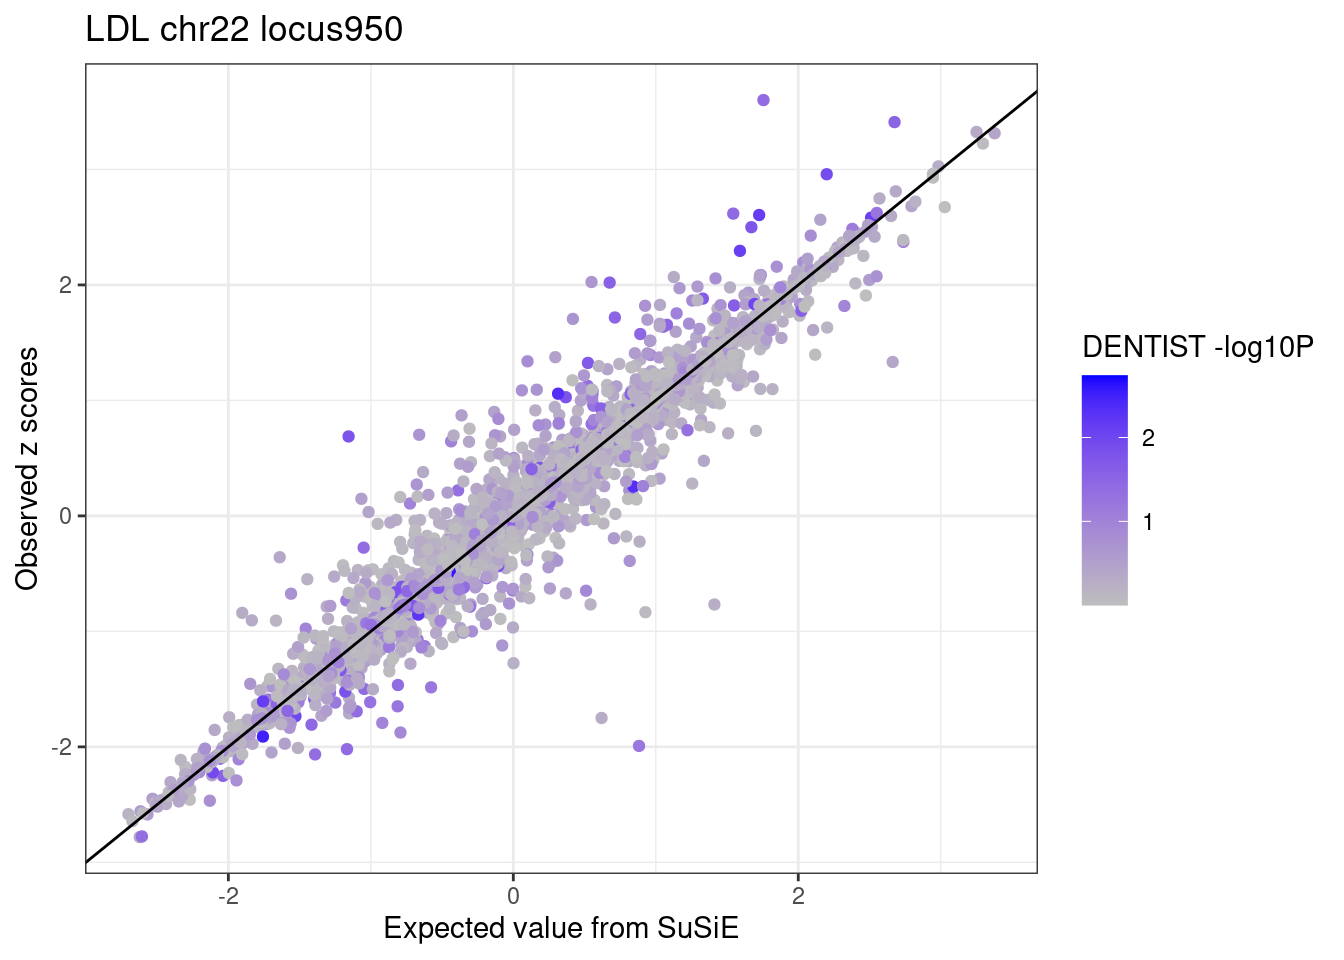 LDL chr22 locus950
Observed z scores
2
0
-2
-2
0
2
Expected value from SuSiE
DENTIST -log10P
2
1